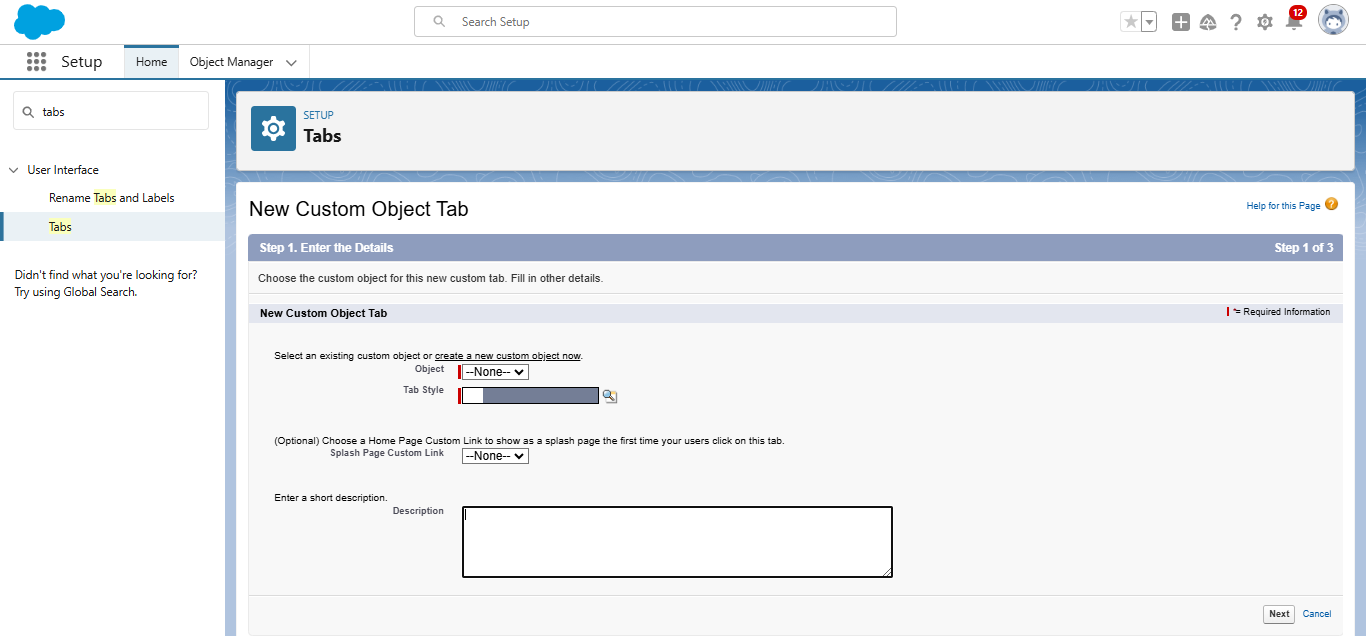 Search Setup
12
Setup
Home
Object Manager
tabs
User Interface
Rename Tabs and Labels
Tabs
Didn't find what you're looking for?
Try using Global Search.
SETUP
Tabs
New Custom Object Tab
Help for this Page
Step 1. Enter the Details
Step 1 of 3
Choose the custom object for this new custom tab. Fill in other details.
New Custom Object Tab
*= Required Information
Select an existing custom object or create a new custom object now.
Object
--None--
Tab Style
(Optional) Choose a Home Page Custom Link to show as a splash page the first time your users click on this tab.
Splash Page Custom Link
--None--
Enter a short description.
Description
Next
Cancel